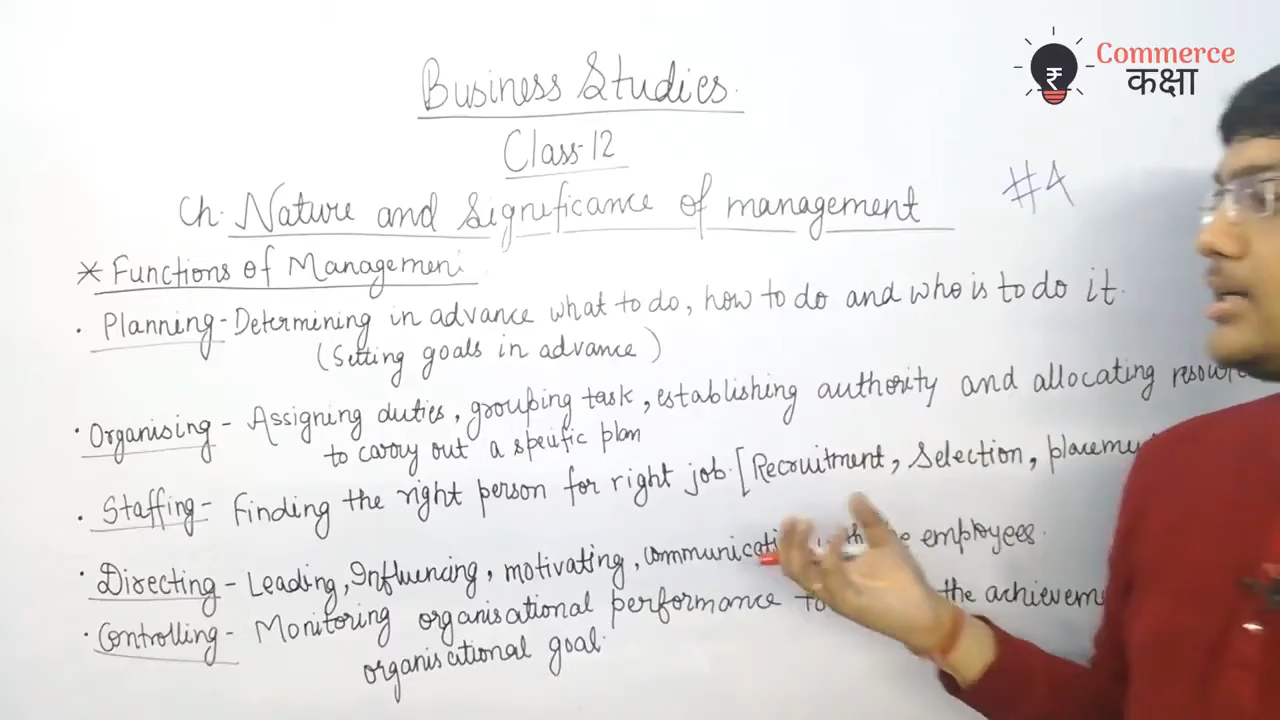 Commerce
कक्षा
Business Studies.
Class-12
#4
Ch. Nature and Significance of management
* Functions of Managemen
• Planning - Determining in advance what to do, how to do and who is to do it.
(Setting goals in advance)
• Organising - Assigning duties, grouping task, establishing authority and allocating
to carry out a specific plan
• Staffing - Finding the right person for right job. [Recruitment, Selection,
• Directing - Leading, Influencing, motivating, employees.
• Controlling - Monitoring organisational performance the
organisational goal.